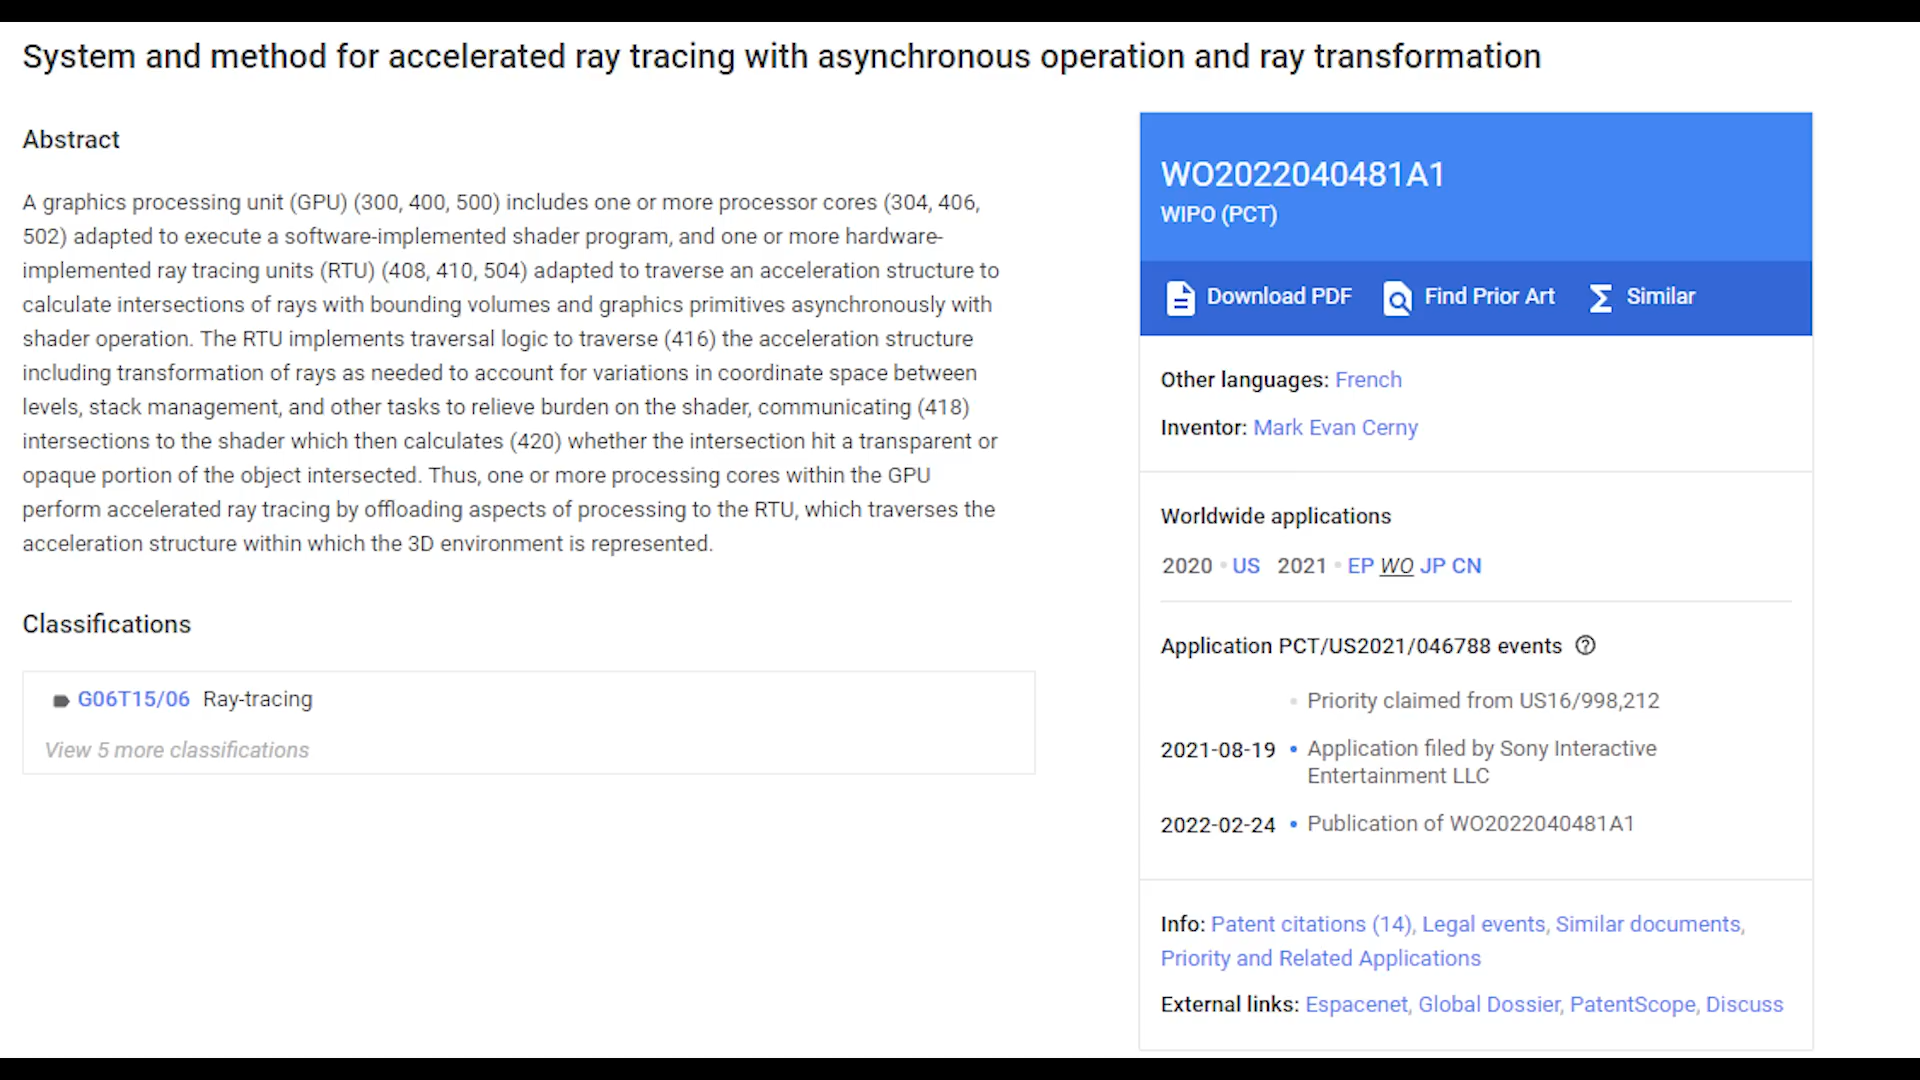 System and method for accelerated ray tracing with asynchronous operation and ray transformation
Abstract
A graphics processing unit (GPU) (300, 400, 500) includes one or more processor cores (304, 406,
502) adapted to execute a software-implemented shader program, and one or more hardware-
implemented ray tracing units (RTU) (408, 410, 504) adapted to traverse an acceleration structure to
calculate intersections of rays with bounding volumes and graphics primitives asynchronously with
shader operation. The RTU implements traversal logic to traverse (416) the acceleration structure
including transformation of rays as needed to account for variations in coordinate space between
levels, stack management, and other tasks to relieve burden on the shader, communicating (418)
intersections to the shader which then calculates (420) whether the intersection hit a transparent or
opaque portion of the object intersected. Thus, one or more processing cores within the GPU
perform accelerated ray tracing by offloading aspects of processing to the RTU, which traverses the
acceleration structure within which the 3D environment is represented.
Classifications
G06T15/06 Ray-tracing
View 5 more classifications
WO2022040481A1
WIPO (PCT)
Download PDF Find Prior Art Similar
Other languages: French
Inventor: Mark Evan Cerny
Worldwide applications
2020 • US 2021 • EP WO JP CN
Application PCT/US2021/046788 events
• Priority claimed from US16/998,212
2021-08-19 • Application filed by Sony Interactive
Entertainment LLC
2022-02-24 • Publication of WO2022040481A1
Info: Patent citations (14), Legal events, Similar documents,
Priority and Related Applications
External links: Espacenet, Global Dossier, PatentScope, Discuss